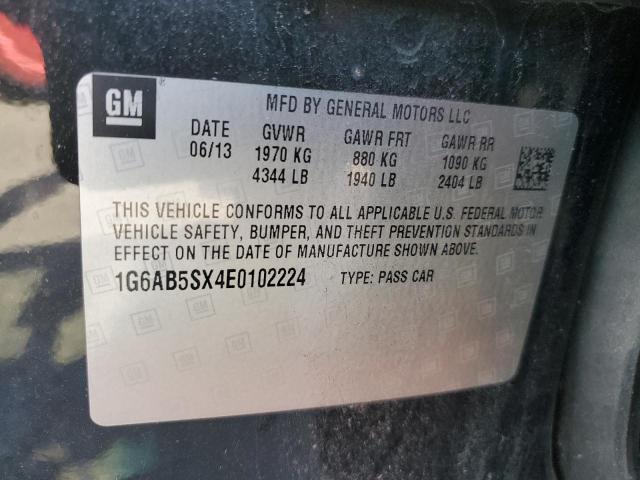 GM
MFD BY GENERAL MOTORS LLC
DATE GVWR GAWR FRT GAWR RR
06/13 1970 KG 880 KG 1090 KG
4344 LB 1940 LB 2404 LB
THIS VEHICLE CONFORMS TO ALL APPLICABLE U.S. FEDERAL MOTOR
VEHICLE SAFETY, BUMPER, AND THEFT PREVENTION STANDARDS IN
EFFECT ON THE DATE OF MANUFACTURE SHOWN ABOVE.
1G6AB5SX4E0102224 TYPE: PASS CAR